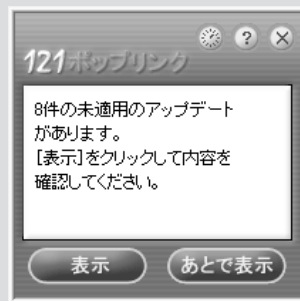 121ポップリンク
8件の未適用のアップデート
があります。
[表示]をクリックして内容を
確認してください。
表示
あとで表示